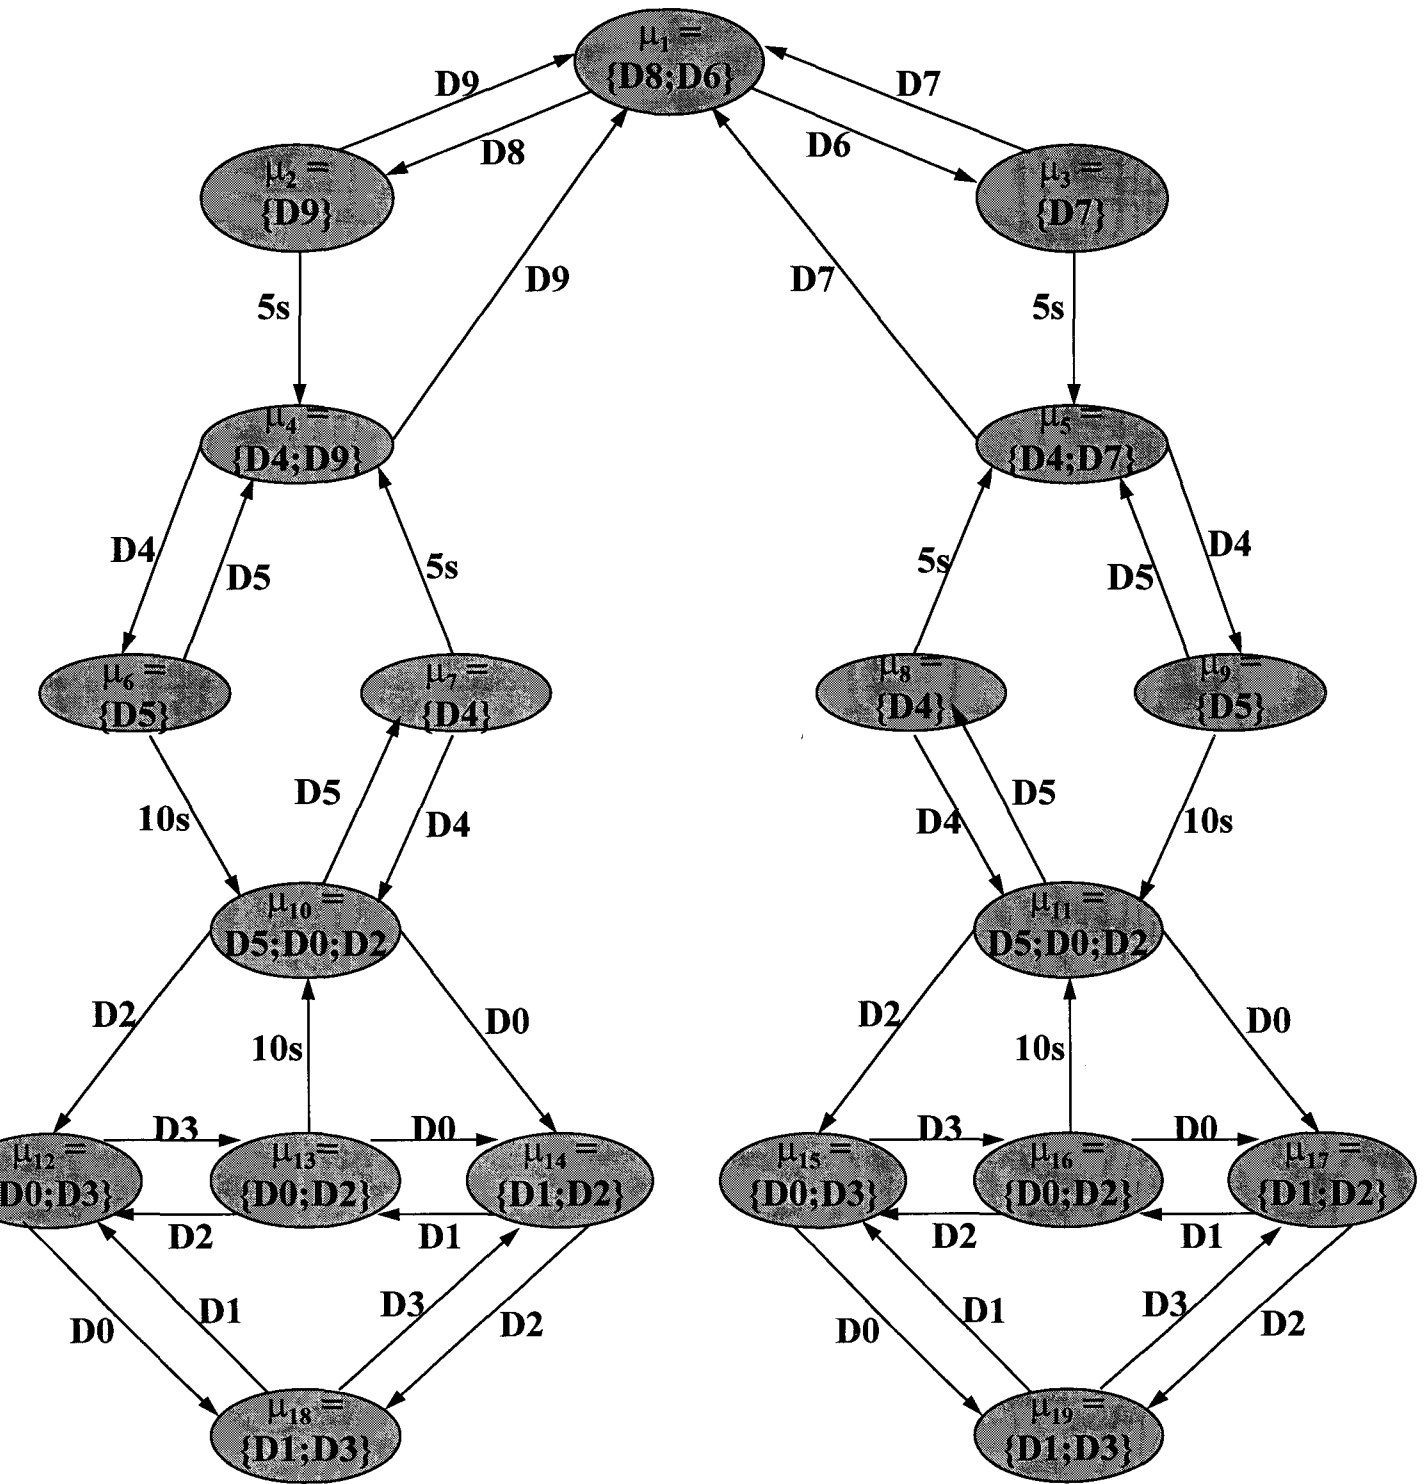 μ1 =
{D8;D6}
D9
D7
D8
D6
μ2 =
{D9}
μ3 =
{D7}
D9
D7
5s
5s
μ4 =
{D4;D9}
μ5 =
{D4;D7}
D4
D5
5s
5s
D5
D4
μ6 =
{D5}
μ7 =
{D4}
μ8 =
{D4}
μ9 =
{D5}
10s
D5
D4
D4
D5
10s
μ10 =
D5;D0;D2
μ11 =
D5;D0;D2
D2
10s
D0
D2
10s
D0
D3
D0
D3
D0
μ12 =
D0;D3}
μ13 =
{D0;D2}
μ14 =
{D1;D2}
μ15 =
{D0;D3}
μ16 =
{D0;D2}
μ17 =
{D1;D2}
D2
D1
D2
D1
D0
D1
D3
D2
D0
D1
D3
D2
μ18 =
{D1;D3}
μ19 =
{D1;D3}